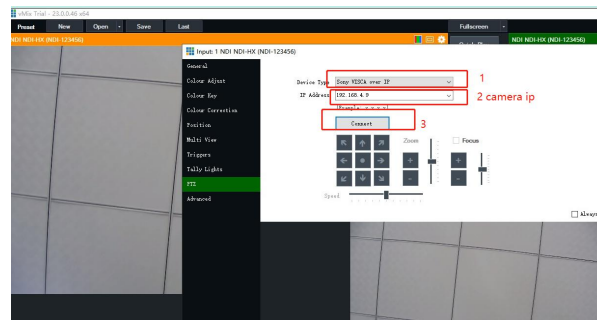 vMix Trial - 23.0.0.46 x64
Preset New Open Save Last Fullscreen
NDI NDI-HX (NDI-123456)
NDI NDI-HX (NDI-123456)
Input: 1 NDI NDI-HX (NDI-123456)
General
Colour Adjust
Colour Key
Colour Correction
Position
Multi View
Triggers
Tally Lights
PTZ
Advanced
Device Type Sony VISCA over IP 1
IP Address 192.168.4.9 2 camera ip
Connect 3
Zoom Focus
Speed
Always